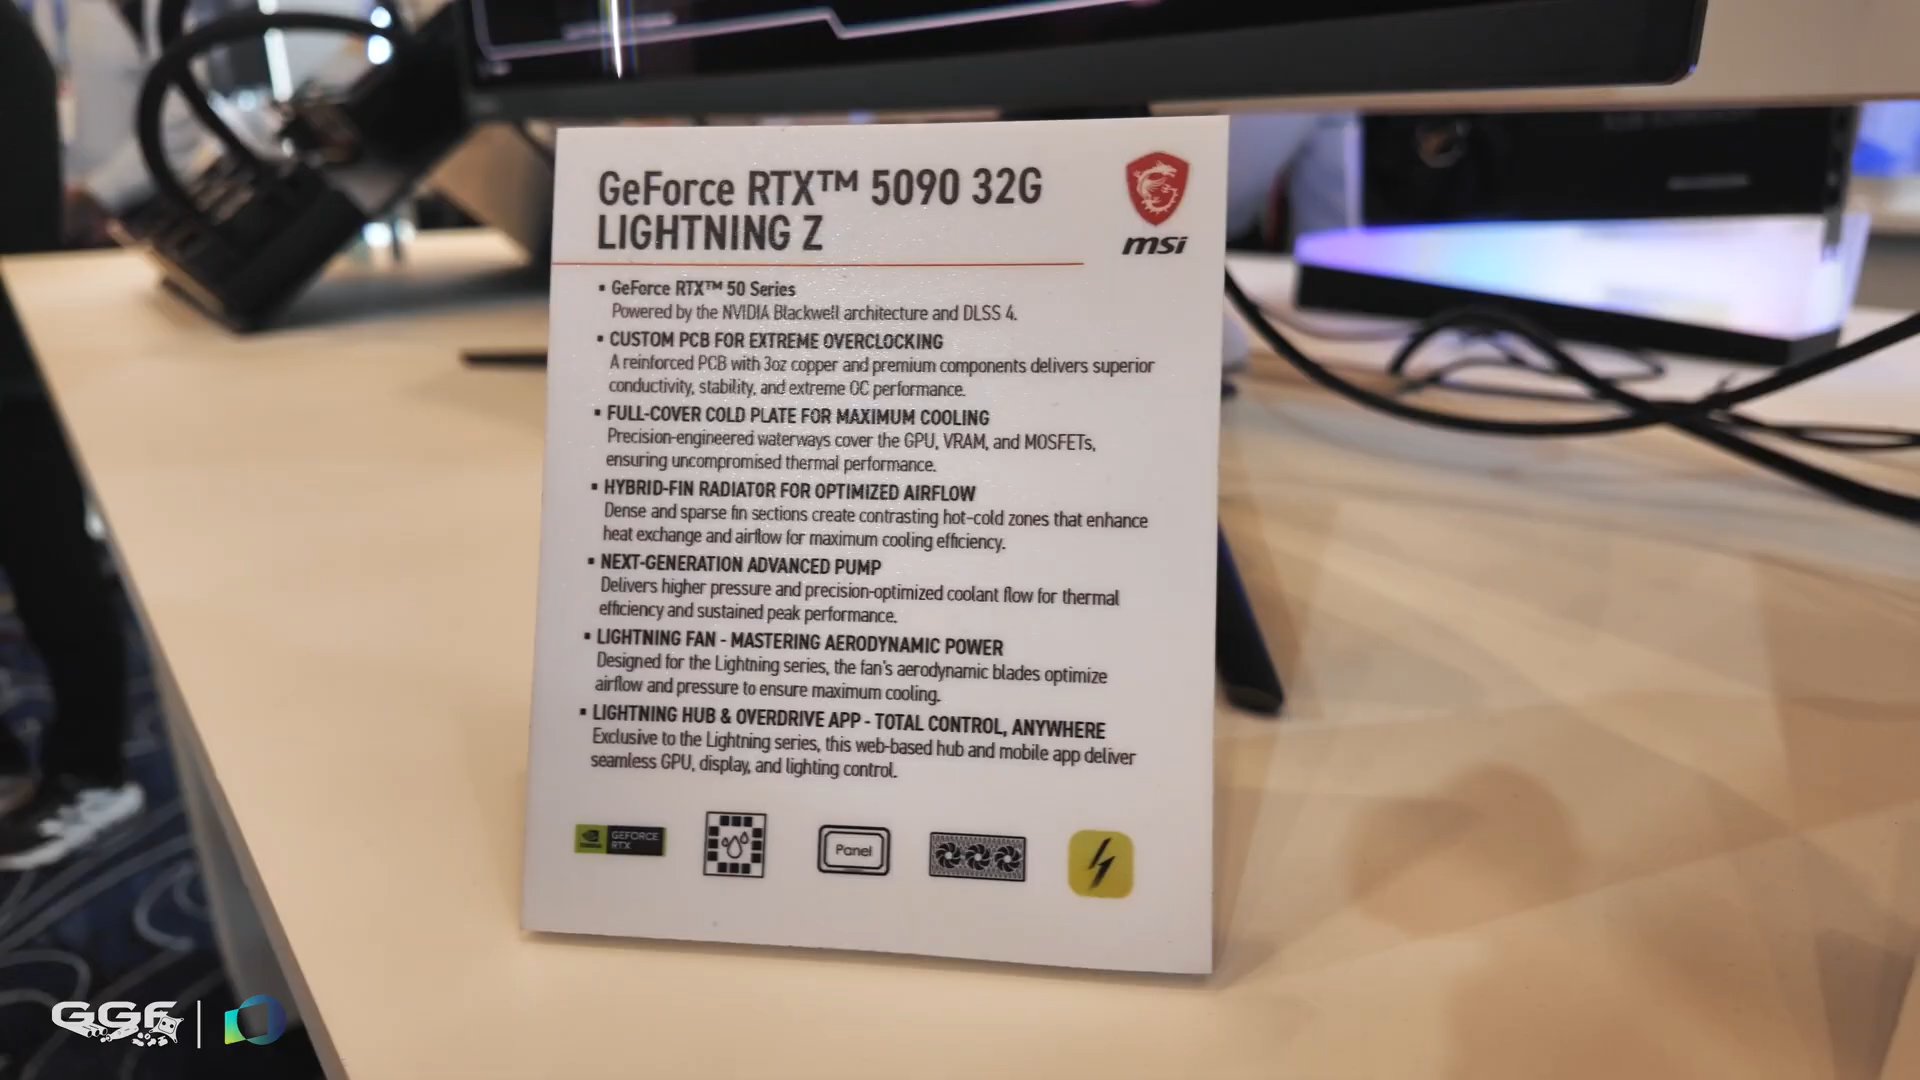 GeForce RTX™ 5090 32G
LIGHTNING Z
msi
▪ GeForce RTX™ 50 Series
Powered by the NVIDIA Blackwell architecture and DLSS 4.
▪ CUSTOM PCB FOR EXTREME OVERCLOCKING
A reinforced PCB with 3oz copper and premium components delivers superior
conductivity, stability, and extreme OC performance.
▪ FULL-COVER COLD PLATE FOR MAXIMUM COOLING
Precision-engineered waterways cover the GPU, VRAM, and MOSFETs,
ensuring uncompromised thermal performance.
▪ HYBRID-FIN RADIATOR FOR OPTIMIZED AIRFLOW
Dense and sparse fin sections create contrasting hot-cold zones that enhance
heat exchange and airflow for maximum cooling efficiency.
▪ NEXT-GENERATION ADVANCED PUMP
Delivers higher pressure and precision-optimized coolant flow for thermal
efficiency and sustained peak performance.
▪ LIGHTNING FAN - MASTERING AERODYNAMIC POWER
Designed for the Lightning series, the fan's aerodynamic blades optimize
airflow and pressure to ensure maximum cooling.
▪ LIGHTNING HUB & OVERDRIVE APP - TOTAL CONTROL, ANYWHERE
Exclusive to the Lightning series, this web-based hub and mobile app deliver
seamless GPU, display, and lighting control.
GEFORCE
RTX
Panel
GGF